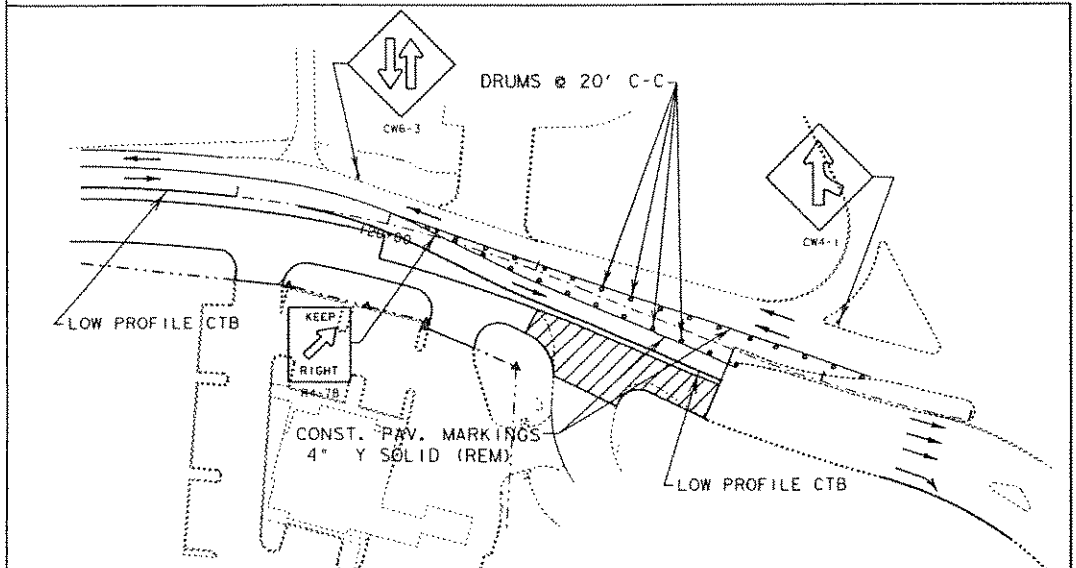 CW6-3
DRUMS @ 20' C-C
CW4-1
LOW PROFILE CTB
KEEP
RIGHT
R4-7B
CONST. PAV. MARKINGS
4" Y SOLID (REM)
LOW PROFILE CTB